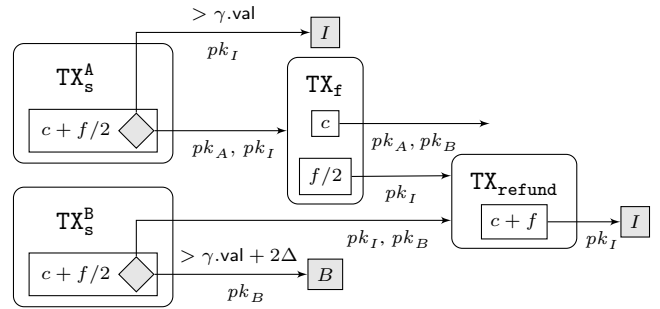 > γ.val
I
pk_I
TX_s^A
TX_f
c
c + f/2
pk_A, pk_I
pk_A, pk_B
f/2
pk_I
TX_refund
TX_s^B
c + f
I
pk_I
pk_I, pk_B
> γ.val + 2Δ
c + f/2
B
pk_B